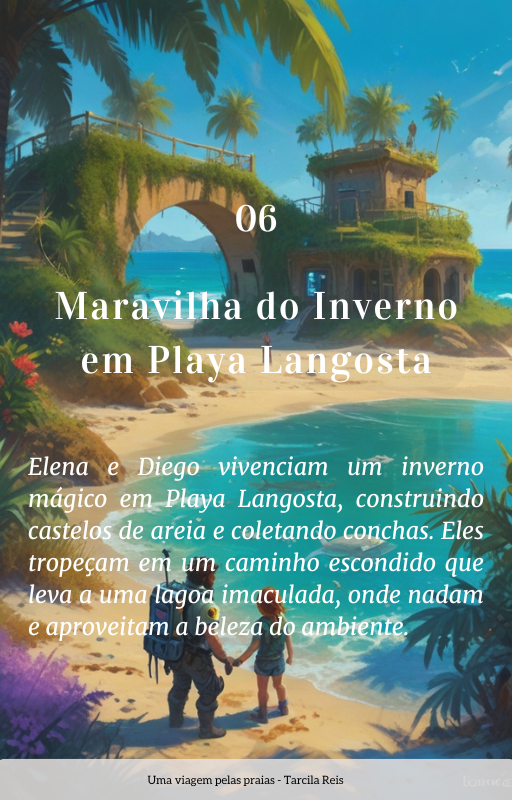 06
Maravilha do Inverno
em Playa Langosta
Elena e Diego vivenciam um inverno
mágico em Playa Langosta, construindo
castelos de areia e coletando conchas. Eles
tropeçam em um caminho escondido que
leva a uma lagoa imaculada, onde nadam
e aproveitam a beleza do ambiente.
Uma viagem pelas praias - Tarcila Reis